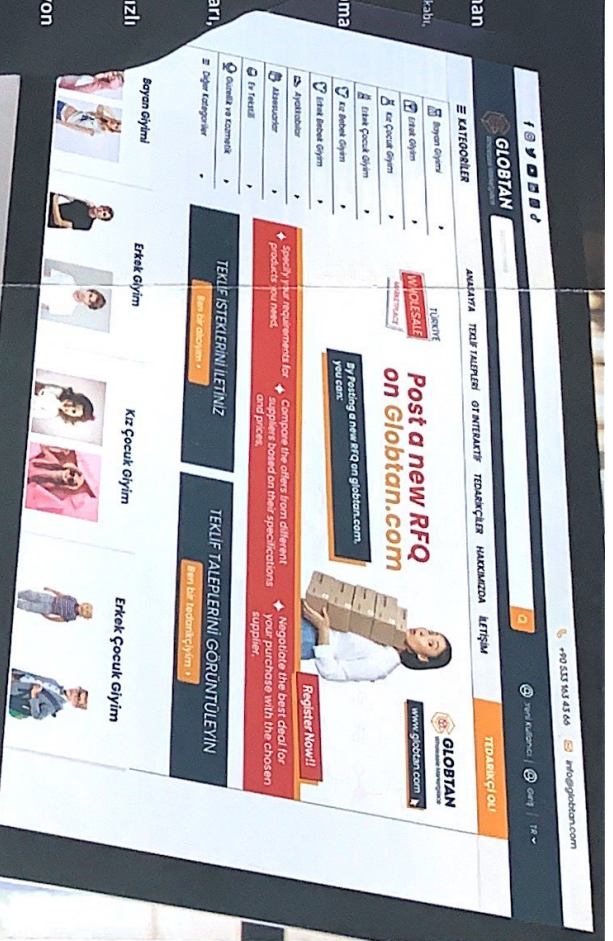 +90 533 163 43 66
info@globtan.com
GLOBTAN
Yeni Kullanıcı
Giriş
TR
KATEGORİLER
ANASAYFA TEKLİF TALEPLERİ GT INTERAKTİF TEDARİKÇİLER HAKKIMIZDA İLETİŞİM
TEDARİKÇİ OL!
Bayan Giyimi
Erkek Giyim
Kız Çocuk Giyim
Erkek Çocuk Giyim
Kız Bebek Giyim
Erkek Bebek Giyim
Ayakkabılar
Aksesuarlar
Ev Tekstili
Güzellik ve Kozmetik
Diğer Kategoriler
TÜRKİYE
WHOLESALE
MARKETPLACE
Post a new RFQ
on Globtan.com
By Posting a new RFQ on globtan.com,
you can:
GLOBTAN
Wholesale Marketplace
www.globtan.com
Register Now!!
Specify your requirements for
products you need,
Compare the offers from different
suppliers based on their specifications
and prices,
Negotiate the best deal for
your purchase with the chosen
supplier.
TEKLİF İSTEKLERİNİ İLETİNİZ
Ben bir alıcıyım
TEKLİF TALEPLERİNİ GÖRÜNTÜLEYİN
Ben bir tedarikçiyim
Bayan Giyimi
Erkek Giyim
Kız Çocuk Giyim
Erkek Çocuk Giyim